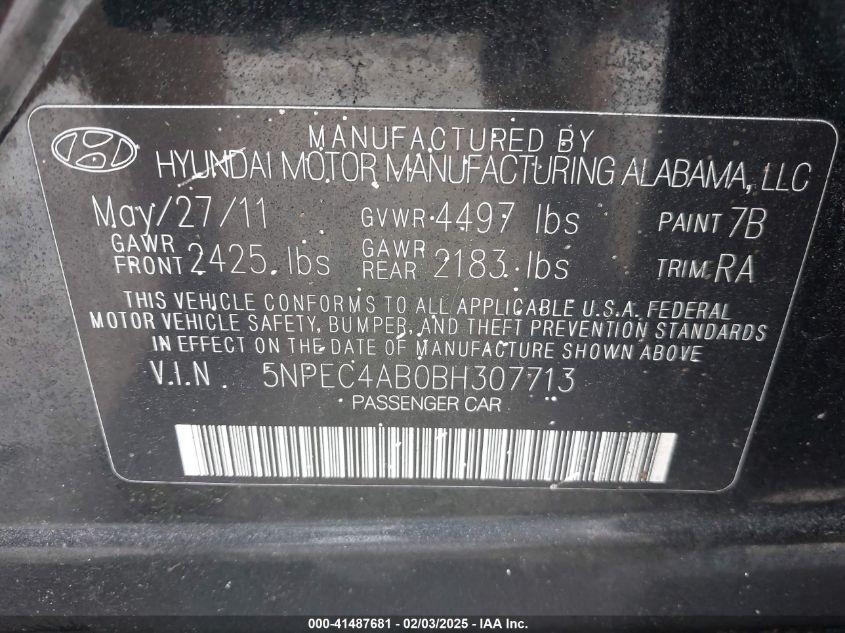 MANUFACTURED BY
HYUNDAI MOTOR MANUFACTURING ALABAMA, LLC
May/27/11 GVWR 4497 lbs PAINT 7B
GAWR FRONT 2425 lbs GAWR REAR 2183 lbs TRIM RA
THIS VEHICLE CONFORMS TO ALL APPLICABLE U.S.A. FEDERAL
MOTOR VEHICLE SAFETY, BUMPER, AND THEFT PREVENTION STANDARDS
IN EFFECT ON THE DATE OF MANUFACTURE SHOWN ABOVE
V.I.N. 5NPEC4AB0BH307713
PASSENGER CAR
000-41487681 - 02/03/2025 - IAA Inc.